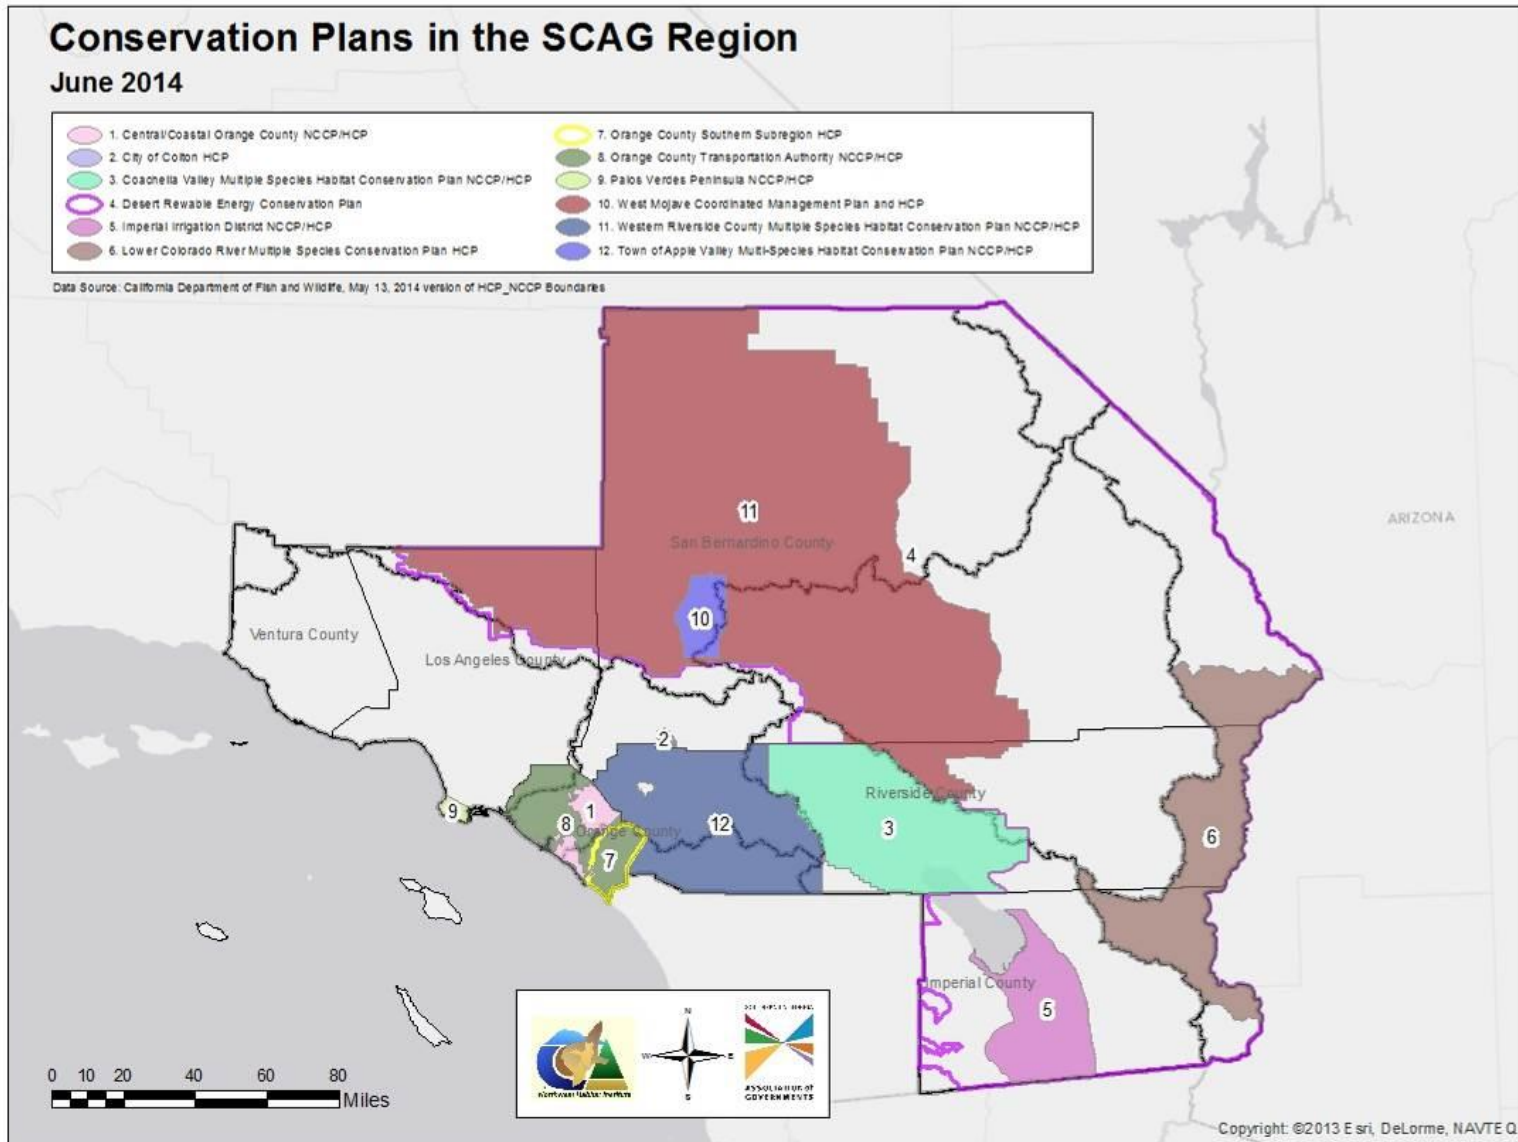 Conservation Plans in the SCAG Region
June 2014
1. Central/Coastal Orange County NCCP/HCP
2. City of Colton HCP
3. Coachella Valley Multiple Species Habitat Conservation Plan NCCP/HCP
4. Desert Rewable Energy Conservation Plan
5. Imperial Irrigation District NCCP/HCP
6. Lower Colorado River Multiple Species Conservation Plan HCP
7. Orange County Southern Subregion HCP
8. Orange County Transportation Authority NCCP/HCP
9. Palos Verdes Peninsula NCCP/HCP
10. West Mojave Coordinated Management Plan and HCP
11. Western Riverside County Multiple Species Habitat Conservation Plan NCCP/HCP
12. Town of Apple Valley Multi-Species Habitat Conservation Plan NCCP/HCP
Data Source: California Department of Fish and Wildlife, May 13, 2014 version of HCP_NCCP Boundaries
11
ARIZONA
San Bernardino County
4
10
Ventura County
Los Angeles County
2
Riverside County
9
1
8
Orange County
12
3
6
7
Imperial County
5
N
W
E
S
Northwest Habitat Institute
SOUTHERN CALIFORNIA
ASSOCIATION of
GOVERNMENTS
0 10 20 40 60 80
Miles
Copyright: ©2013 Esri, DeLorme, NAVTEQ